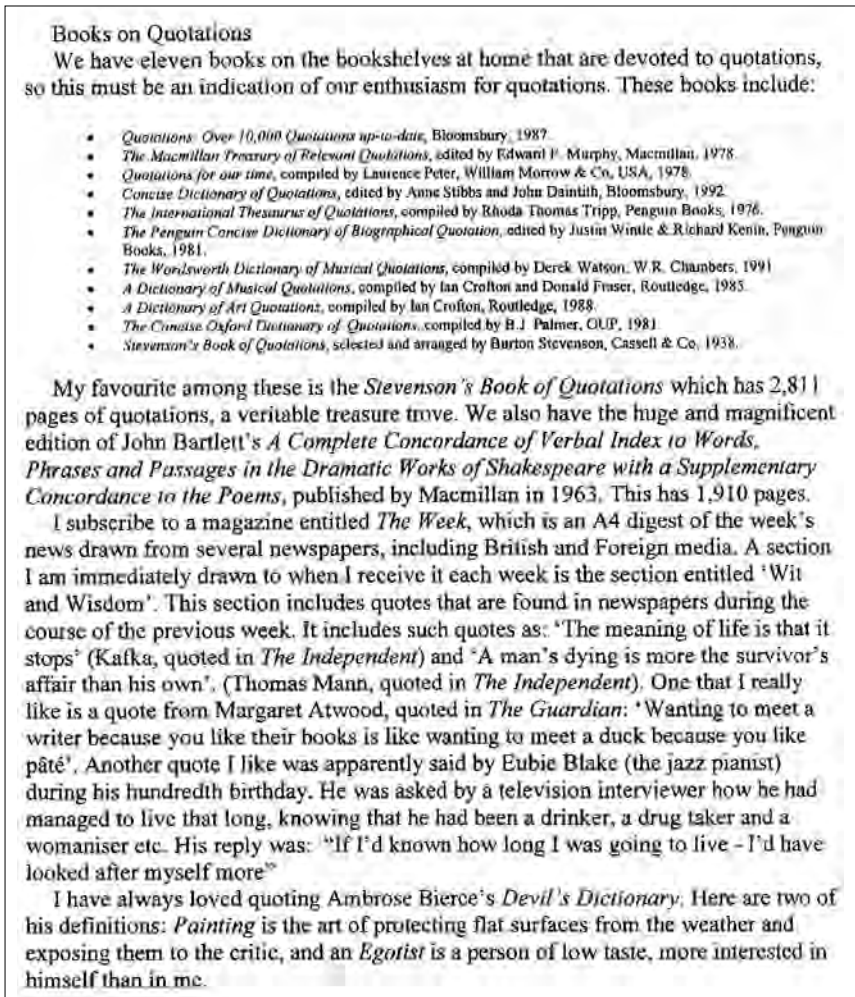 Books on Quotations
We have eleven books on the bookshelves at home that are devoted to quotations,
so this must be an indication of our enthusiasm for quotations. These books include:
• Quotations: Over 10,000 Quotations up-to-date, Bloomsbury, 1987
• The Macmillan Treasury of Relevant Quotations, edited by Edward F. Murphy, Macmillan, 1978.
• Quotations for our time, compiled by Laurence Peter, William Morrow & Co, USA, 1978.
• Concise Dictionary of Quotations, edited by Anne Stibbs and John Daintith, Bloomsbury, 1992.
• The International Thesaurus of Quotations, compiled by Rhoda Thomas Tripp, Penguin Books, 1976.
• The Penguin Concise Dictionary of Biographical Quotation, edited by Justin Wintle & Richard Kenin, Penguin
Books, 1981.
• The Wordsworth Dictionary of Musical Quotations, compiled by Derek Watson, W.R. Chambers, 1991
• A Dictionary of Musical Quotations, compiled by Ian Crofton and Donald Fraser, Routledge, 1985.
• A Dictionary of Art Quotations, compiled by Ian Crofton, Routledge, 1988.
• The Concise Oxford Dictionary of Quotations, compiled by B.J. Palmer, OUP, 1981
• Stevenson's Book of Quotations, selected and arranged by Burton Stevenson, Cassell & Co, 1938.
My favourite among these is the Stevenson's Book of Quotations which has 2,811
pages of quotations, a veritable treasure trove. We also have the huge and magnificent
edition of John Bartlett's A Complete Concordance of Verbal Index to Words,
Phrases and Passages in the Dramatic Works of Shakespeare with a Supplementary
Concordance to the Poems, published by Macmillan in 1963. This has 1,910 pages.
I subscribe to a magazine entitled The Week, which is an A4 digest of the week's
news drawn from several newspapers, including British and Foreign media. A section
I am immediately drawn to when I receive it each week is the section entitled 'Wit
and Wisdom'. This section includes quotes that are found in newspapers during the
course of the previous week. It includes such quotes as: 'The meaning of life is that it
stops' (Kafka, quoted in The Independent) and 'A man's dying is more the survivor's
affair than his own'. (Thomas Mann, quoted in The Independent). One that I really
like is a quote from Margaret Atwood, quoted in The Guardian: 'Wanting to meet a
writer because you like their books is like wanting to meet a duck because you like
pâté'. Another quote I like was apparently said by Eubie Blake (the jazz pianist)
during his hundredth birthday. He was asked by a television interviewer how he had
managed to live that long, knowing that he had been a drinker, a drug taker and a
womaniser etc. His reply was: "If I'd known how long I was going to live - I'd have
looked after myself more"
I have always loved quoting Ambrose Bierce's Devil's Dictionary. Here are two of
his definitions: Painting is the art of protecting flat surfaces from the weather and
exposing them to the critic, and an Egotist is a person of low taste, more interested in
himself than in me.